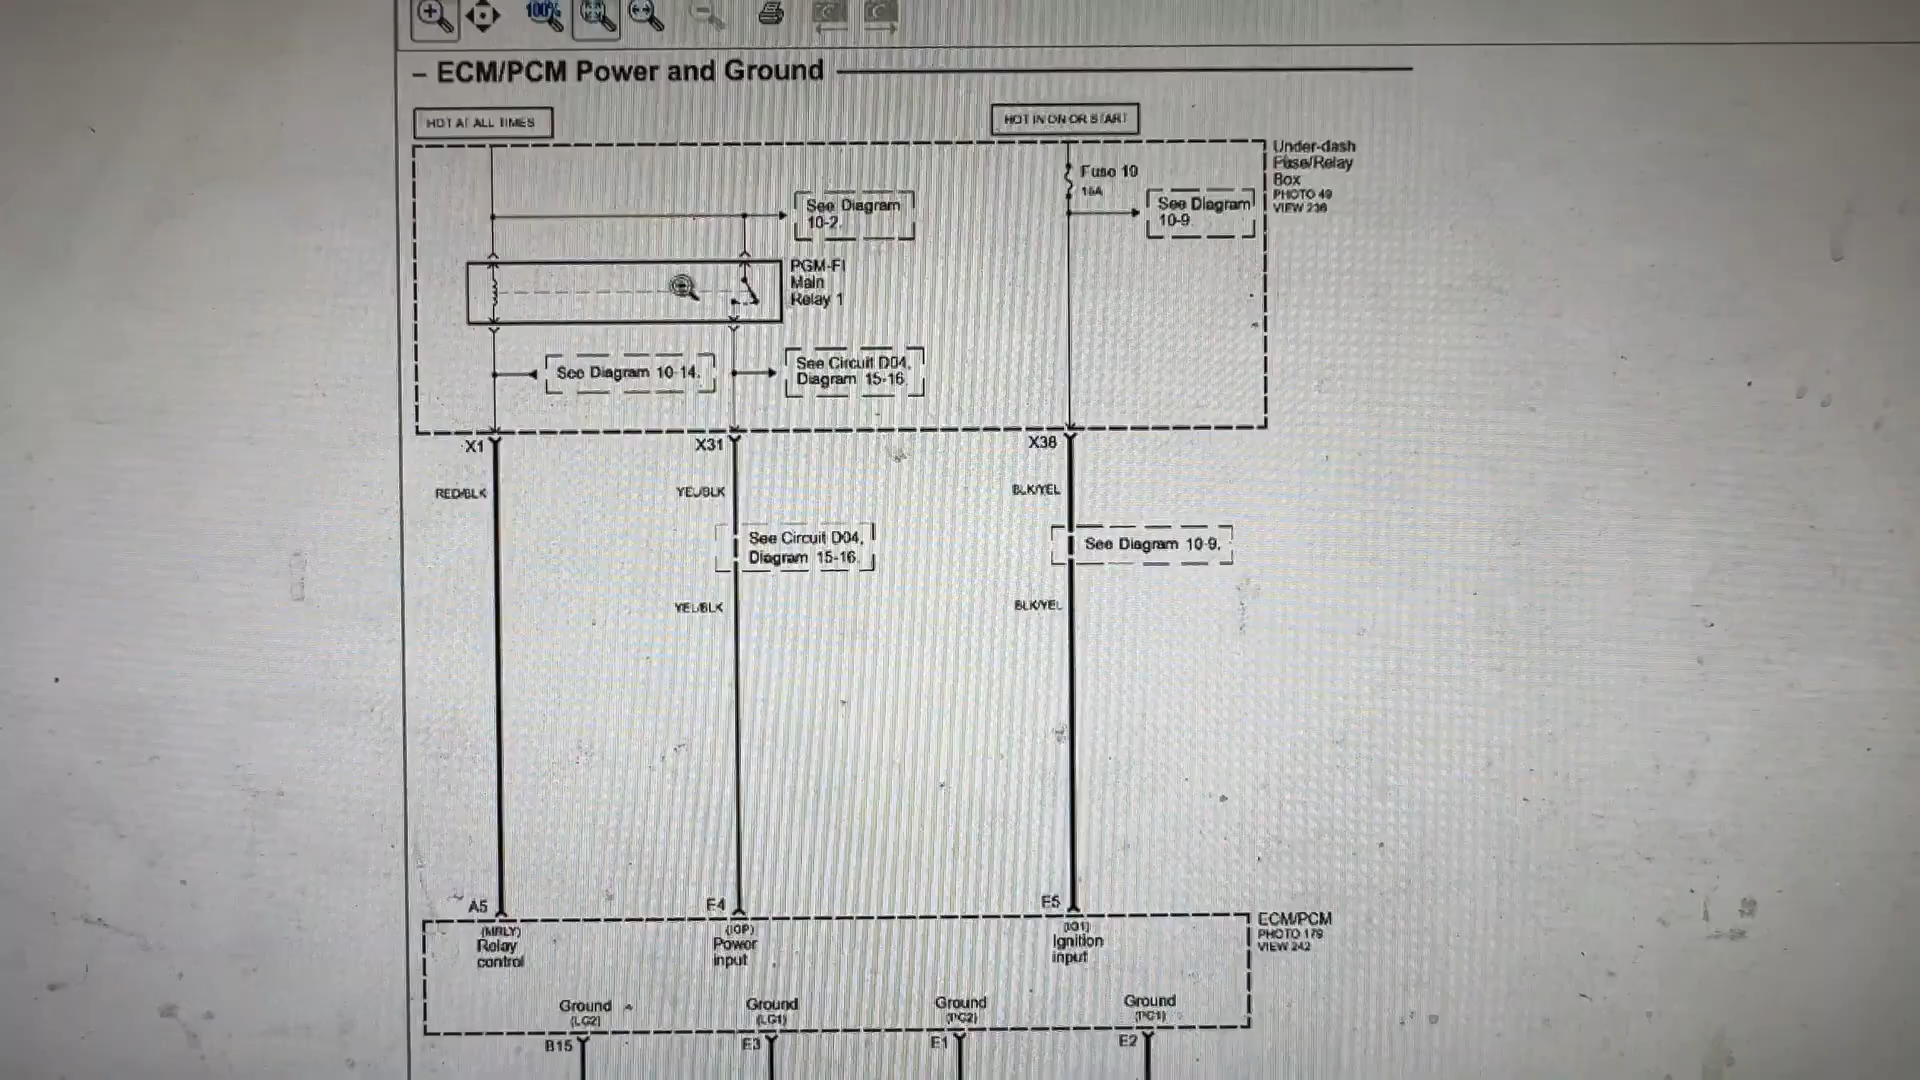 100%
ECM/PCM Power and Ground
HOT AT ALL TIMES
HOT IN ON OR START
Under-dash
Fuse/Relay
Box
PHOTO 49
VIEW 236
Fuse 10
15A
See Diagram
10-2.
See Diagram
10-9.
PGM-FI
Main
Relay 1
See Diagram 10-14.
See Circuit D04,
Diagram 15-16.
X1
X31
X38
RED/BLK
YEL/BLK
BLK/YEL
See Circuit D04,
Diagram 15-16.
See Diagram 10-9.
YEL/BLK
BLK/YEL
A5
E4
E5
ECM/PCM
PHOTO 179
VIEW 242
(MRLY)
Relay
control
(IGP)
Power
input
(IG1)
Ignition
input
Ground
(LG2)
Ground
(LG1)
Ground
(PG2)
Ground
(PG1)
B15
E3
E1
E2